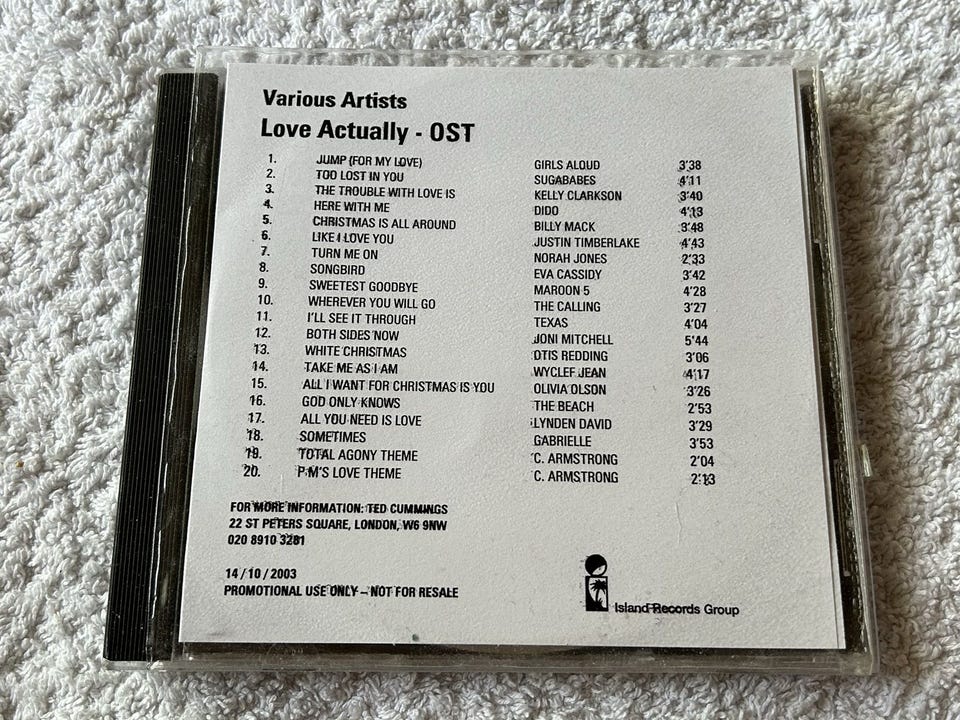 Various Artists
Love Actually - OST
1. JUMP (FOR MY LOVE) GIRLS ALOUD 3'38
2. TOO LOST IN YOU SUGABABES 4'11
3. THE TROUBLE WITH LOVE IS KELLY CLARKSON 3'40
4. HERE WITH ME DIDO 4'13
5. CHRISTMAS IS ALL AROUND BILLY MACK 3'48
6. LIKE I LOVE YOU JUSTIN TIMBERLAKE 4'43
7. TURN ME ON NORAH JONES 2'33
8. SONGBIRD EVA CASSIDY 3'42
9. SWEETEST GOODBYE MAROON 5 4'28
10. WHEREVER YOU WILL GO THE CALLING 3'27
11. I'LL SEE IT THROUGH TEXAS 4'04
12. BOTH SIDES NOW JONI MITCHELL 5'44
13. WHITE CHRISTMAS OTIS REDDING 3'06
14. TAKE ME AS I AM WYCLEF JEAN 4'17
15. ALL I WANT FOR CHRISTMAS IS YOU OLIVIA OLSON 3'26
16. GOD ONLY KNOWS THE BEACH 2'53
17. ALL YOU NEED IS LOVE LYNDEN DAVID 3'29
18. SOMETIMES GABRIELLE 3'53
19. TOTAL AGONY THEME C. ARMSTRONG 2'04
20. P M'S LOVE THEME C. ARMSTRONG 2'13
FOR MORE INFORMATION: TED CUMMINGS
22 ST PETERS SQUARE, LONDON, W6 9NW
020 8910 3281
14/10/2003
PROMOTIONAL USE ONLY – NOT FOR RESALE
Island Records Group